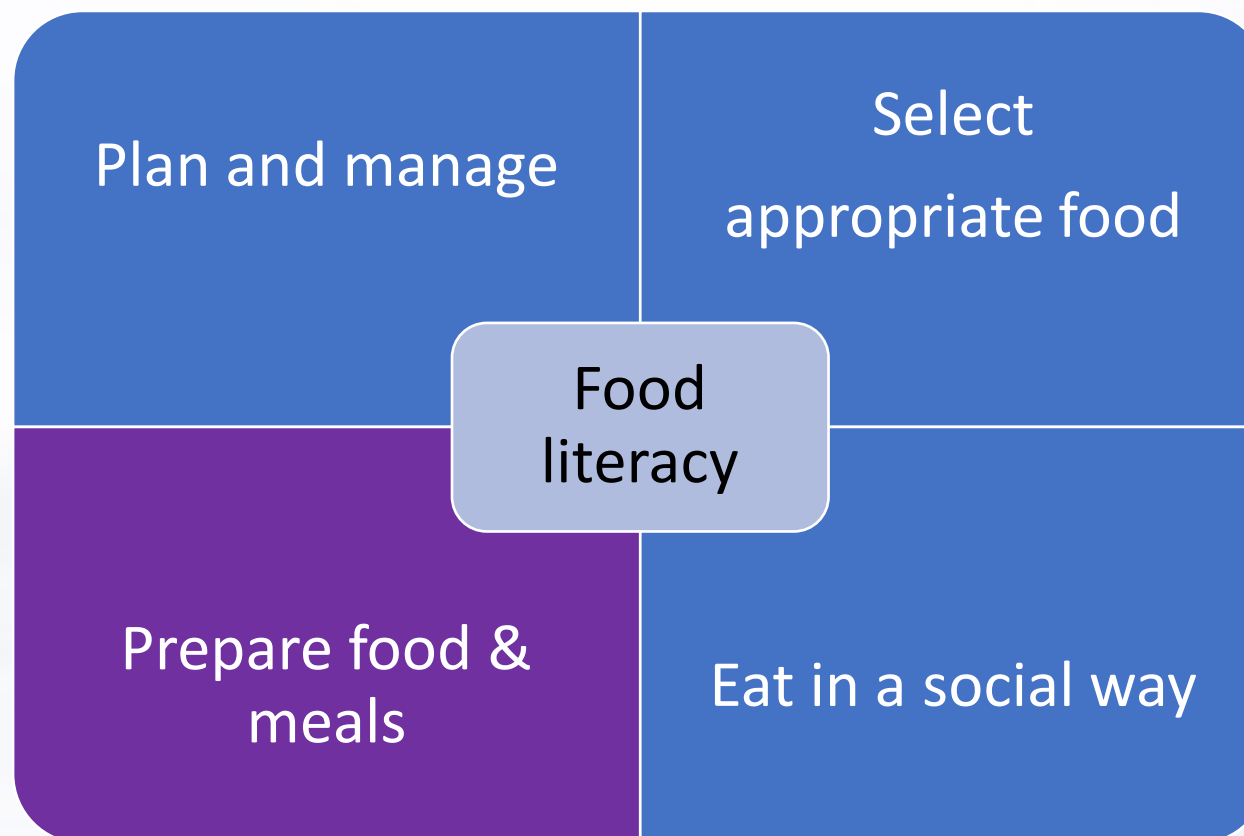 Plan and manage
Select
appropriate food
Food
literacy
Prepare food &
meals
Eat in a social way